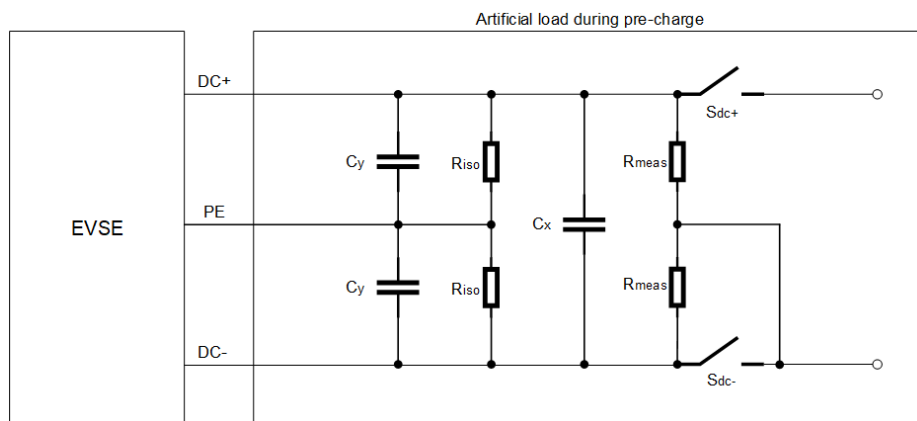 Artificial load during pre-charge
DC+
Sdc+
Cy
Riso
Rmeas
PE
EVSE
Cx
Cy
Riso
Rmeas
DC-
Sdc-